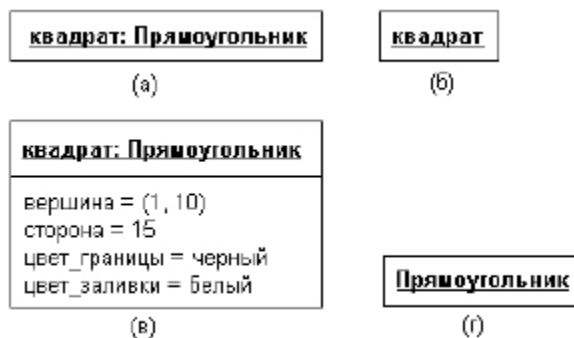 квадрат: Прямоугольник
квадрат
(а)
(б)
квадрат: Прямоугольник
вершина = (1, 10)
сторона = 15
цвет_границы = черный
цвет_заливки = белый
Прямоугольник
(в)
(г)